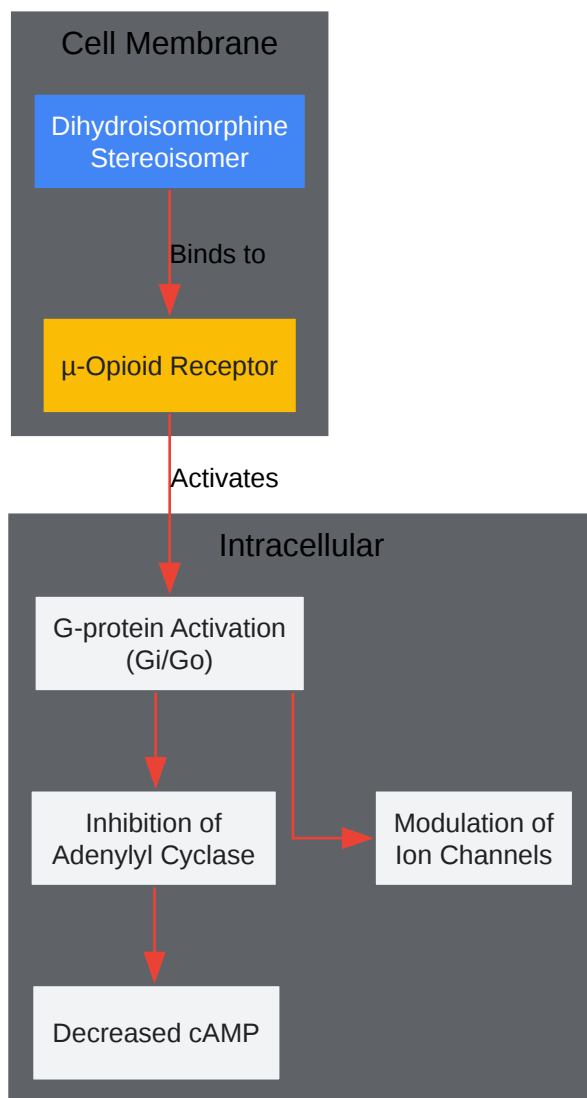 Cell Membrane
Dihydroisomorphine
Stereoisomer
Binds to
µ-Opioid Receptor
Activates
Intracellular
G-protein Activation
(Gi/Go)
Inhibition of
Adenylyl Cyclase
Modulation of
Ion Channels
Decreased cAMP